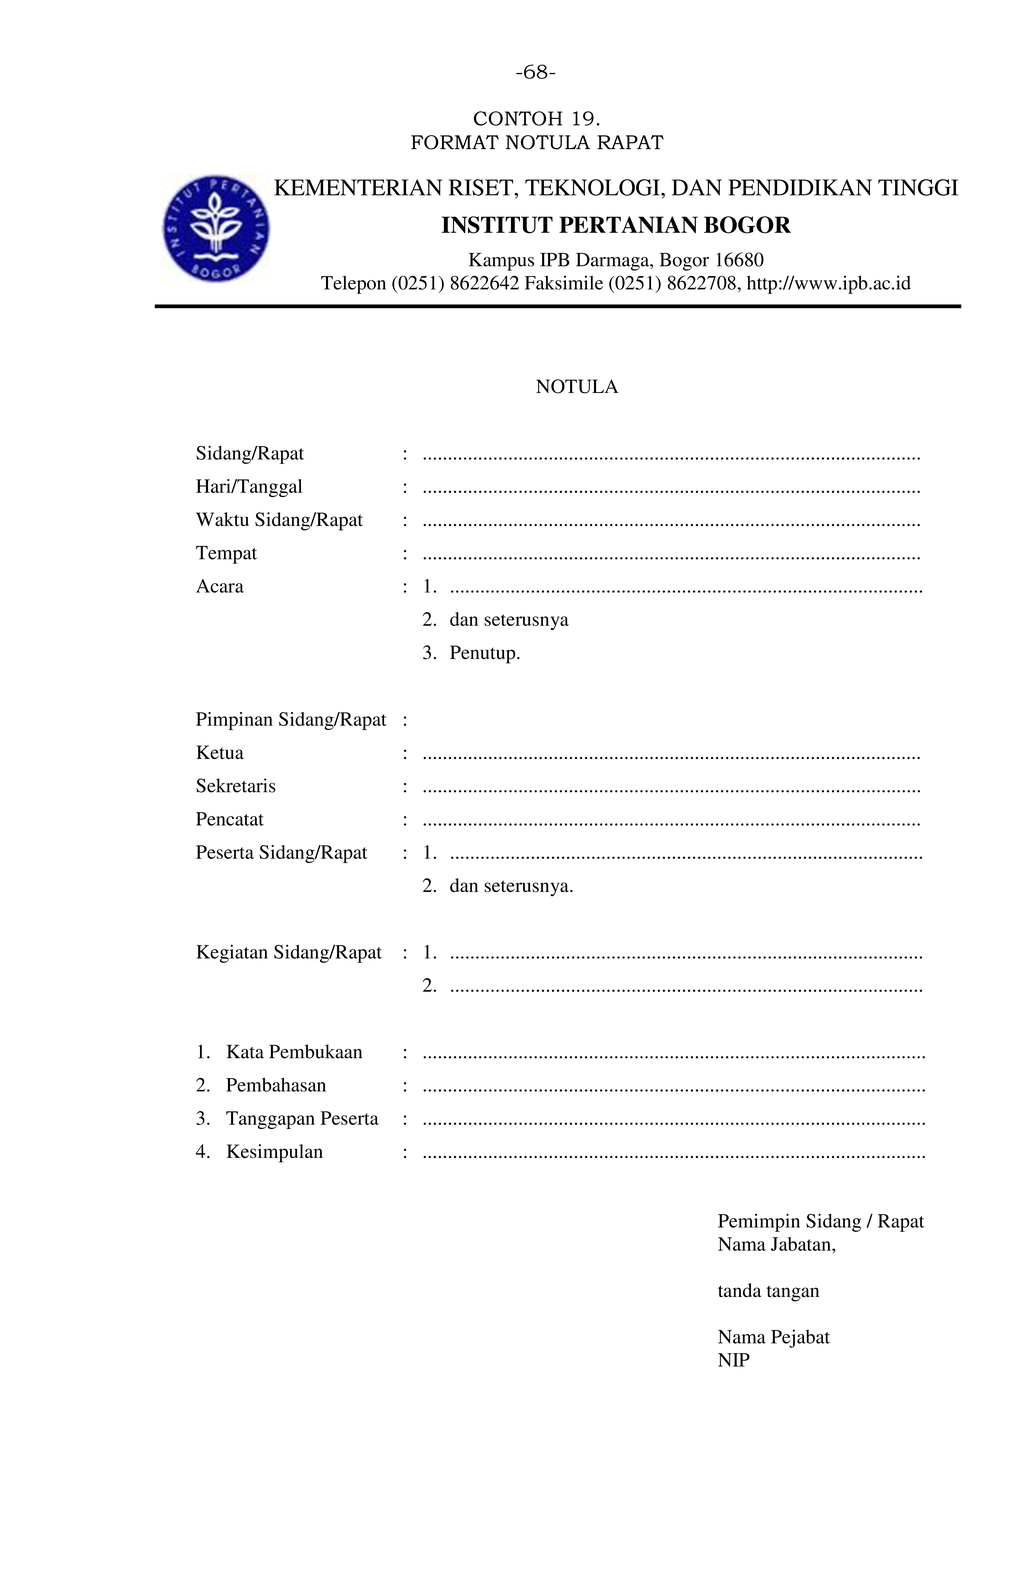 -68-
CONTOH 19.
FORMAT NOTULA RAPAT
INSTITUT PERTANIAN BOGOR
KEMENTERIAN RISET, TEKNOLOGI, DAN PENDIDIKAN TINGGI
INSTITUT PERTANIAN BOGOR
Kampus IPB Darmaga, Bogor 16680
Telepon (0251) 8622642 Faksimile (0251) 8622708, http://www.ipb.ac.id
NOTULA
Sidang/Rapat : ...................................................................................................
Hari/Tanggal : ...................................................................................................
Waktu Sidang/Rapat : ...................................................................................................
Tempat : ...................................................................................................
Acara : 1. ..............................................................................................
2. dan seterusnya
3. Penutup.
Pimpinan Sidang/Rapat :
Ketua : ...................................................................................................
Sekretaris : ...................................................................................................
Pencatat : ...................................................................................................
Peserta Sidang/Rapat : 1. ..............................................................................................
2. dan seterusnya.
Kegiatan Sidang/Rapat : 1. ..............................................................................................
2. ..............................................................................................
1. Kata Pembukaan : ....................................................................................................
2. Pembahasan : ....................................................................................................
3. Tanggapan Peserta : ....................................................................................................
4. Kesimpulan : ....................................................................................................
Pemimpin Sidang / Rapat
Nama Jabatan,
tanda tangan
Nama Pejabat
NIP